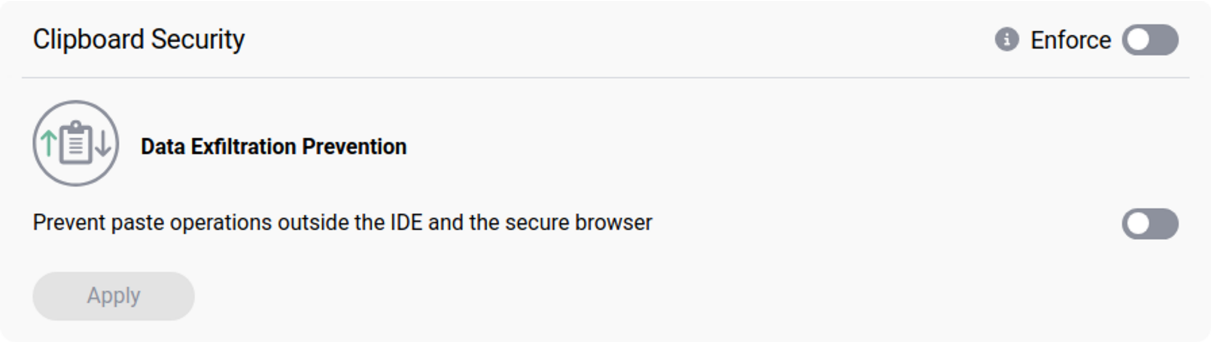 Clipboard Security
Enforce
Data Exfiltration Prevention
Prevent paste operations outside the IDE and the secure browser
Apply